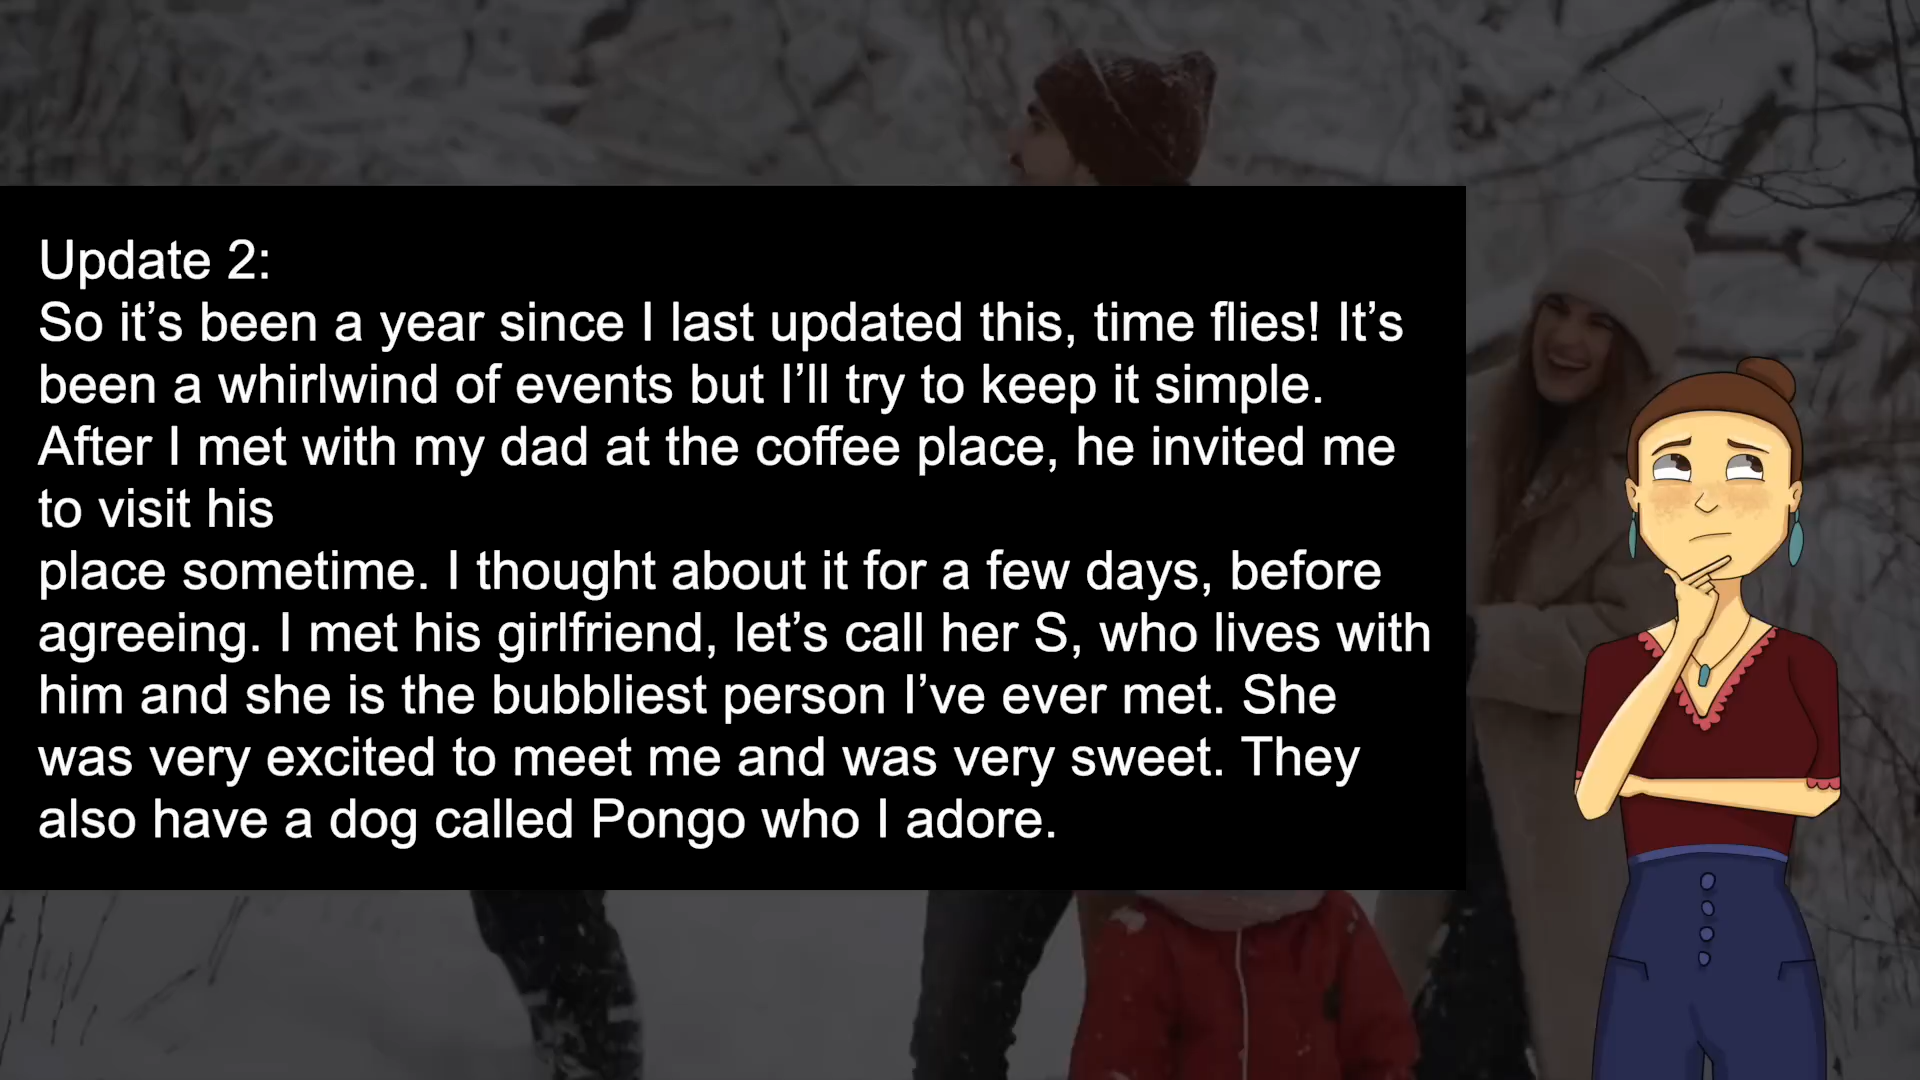 Update 2:
So it’s been a year since I last updated this, time flies! It’s
been a whirlwind of events but I’ll try to keep it simple.
After I met with my dad at the coffee place, he invited me
to visit his
place sometime. I thought about it for a few days, before
agreeing. I met his girlfriend, let’s call her S, who lives with
him and she is the bubbliest person I’ve ever met. She
was very excited to meet me and was very sweet. They
also have a dog called Pongo who I adore.